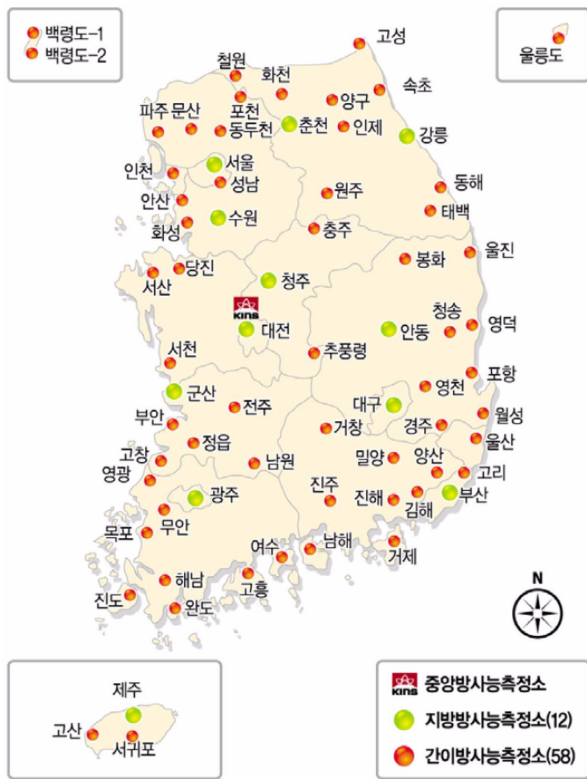 백령도-1
백령도-2
울릉도
고성
철원
화천
속초
포천
양구
파주
문산
동두천
춘천
인제
강릉
서울
인천
성남
안산
원주
동해
태백
수원
화성
충주
울진
당진
서산
봉화
청주
KINS
대전
청송
영덕
안동
추풍령
서천
포항
영천
군산
대구
전주
부안
월성
거창
경주
정읍
울산
고창
남원
밀양
양산
영광
고리
광주
진주
진해
김해
부산
무안
목포
여수
남해
거제
해남
고흥
진도
완도
N
제주
고산
서귀포
KINS 중앙방사능측정소
지방방사능측정소(12)
간이방사능측정소(58)